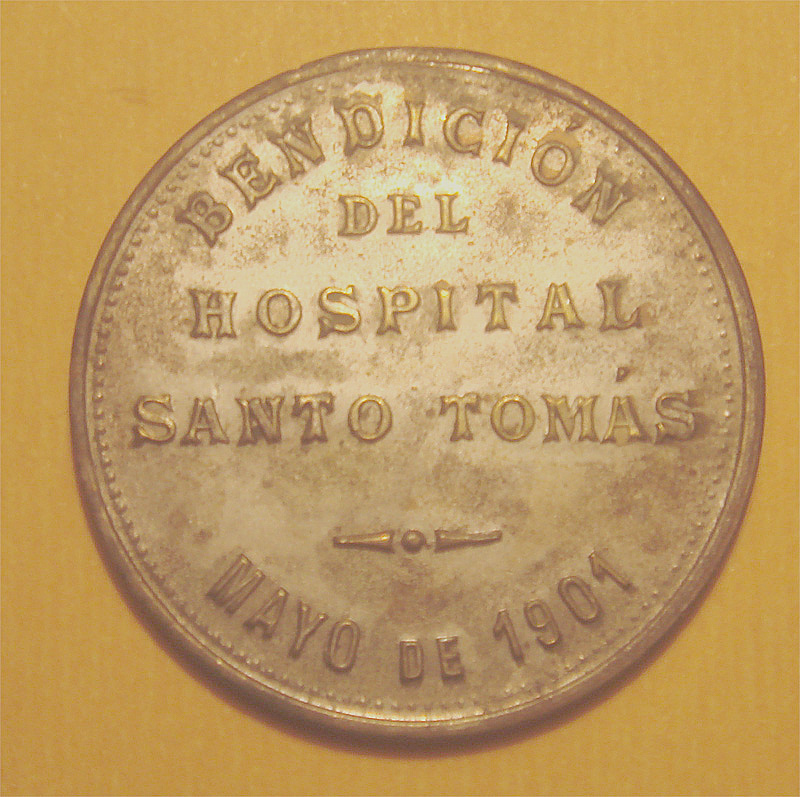 BENDICIÓN
DEL
HOSPITAL
SANTO TOMÁS
MAYO DE 1901